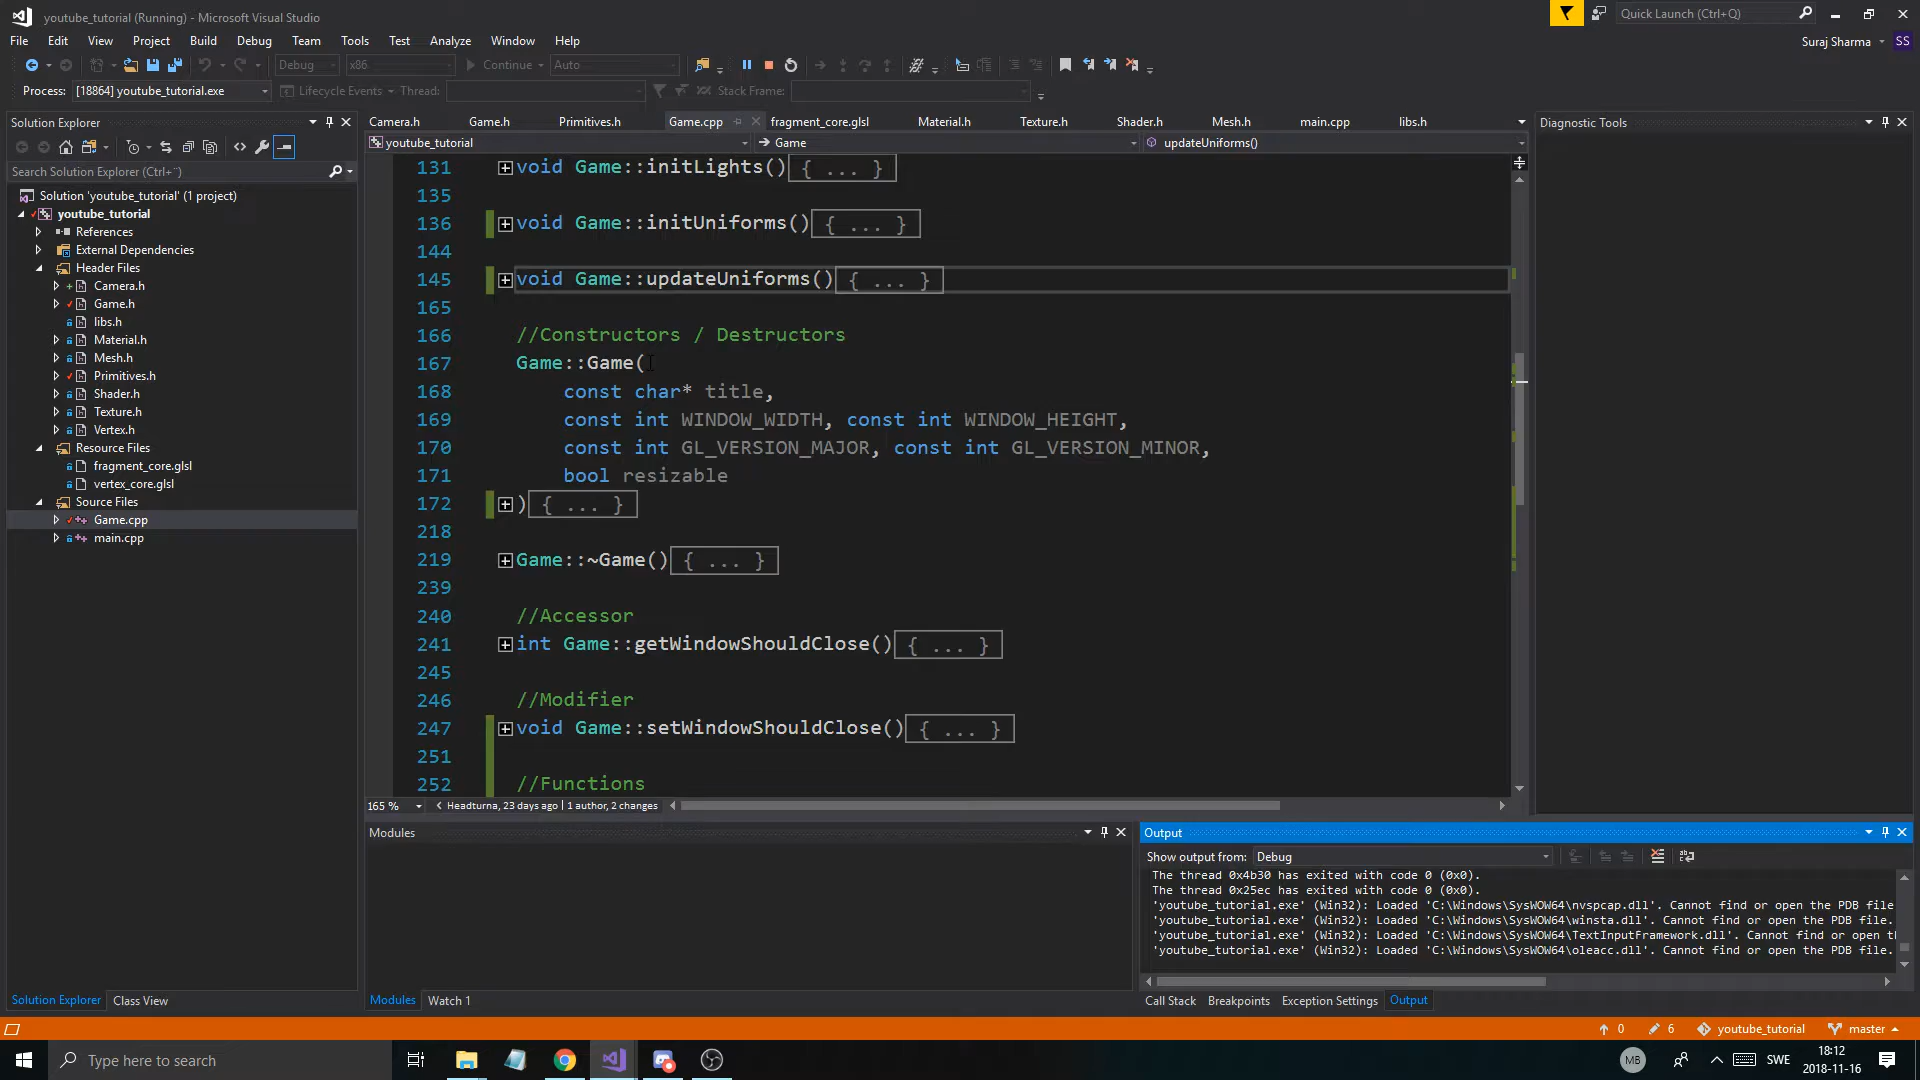 youtube_tutorial (Running) - Microsoft Visual Studio
Quick Launch (Ctrl+Q)
File Edit View Project Build Debug Team Tools Test Analyze Window Help
Suraj Sharma SS
Debug x86 Continue Auto
Process: [18864] youtube_tutorial.exe Lifecycle Events Thread: Stack Frame:
Solution Explorer
Camera.h Game.h Primitives.h Game.cpp fragment_core.glsl Material.h Texture.h Shader.h Mesh.h main.cpp libs.h
Diagnostic Tools
youtube_tutorial Game updateUniforms()
Search Solution Explorer (Ctrl+¨)
Solution 'youtube_tutorial' (1 project)
youtube_tutorial
References
External Dependencies
Header Files
Camera.h
Game.h
libs.h
Material.h
Mesh.h
Primitives.h
Shader.h
Texture.h
Vertex.h
Resource Files
fragment_core.glsl
vertex_core.glsl
Source Files
Game.cpp
main.cpp
Solution Explorer Class View
131 void Game::initLights(){ ... }
135
136 void Game::initUniforms(){ ... }
144
145 void Game::updateUniforms(){ ... }
165
166 //Constructors / Destructors
167 Game::Game(
168 const char* title,
169 const int WINDOW_WIDTH, const int WINDOW_HEIGHT,
170 const int GL_VERSION_MAJOR, const int GL_VERSION_MINOR,
171 bool resizable
172 ){ ... }
218
219 Game::~Game(){ ... }
239
240 //Accessor
241 int Game::getWindowShouldClose(){ ... }
245
246 //Modifier
247 void Game::setWindowShouldClose(){ ... }
251
252 //Functions
165 % Headturna, 23 days ago | 1 author, 2 changes
Modules
Modules Watch 1
Output
Show output from: Debug
The thread 0x4b30 has exited with code 0 (0x0).
The thread 0x25ec has exited with code 0 (0x0).
'youtube_tutorial.exe' (Win32): Loaded 'C:\Windows\SysWOW64\nvspcap.dll'. Cannot find or open the PDB file
'youtube_tutorial.exe' (Win32): Loaded 'C:\Windows\SysWOW64\winsta.dll'. Cannot find or open the PDB file.
'youtube_tutorial.exe' (Win32): Loaded 'C:\Windows\SysWOW64\TextInputFramework.dll'. Cannot find or open t
'youtube_tutorial.exe' (Win32): Loaded 'C:\Windows\SysWOW64\oleacc.dll'. Cannot find or open the PDB file.
Call Stack Breakpoints Exception Settings Output
0 6 youtube_tutorial master
Type here to search
MB SWE 18:12
2018-11-16